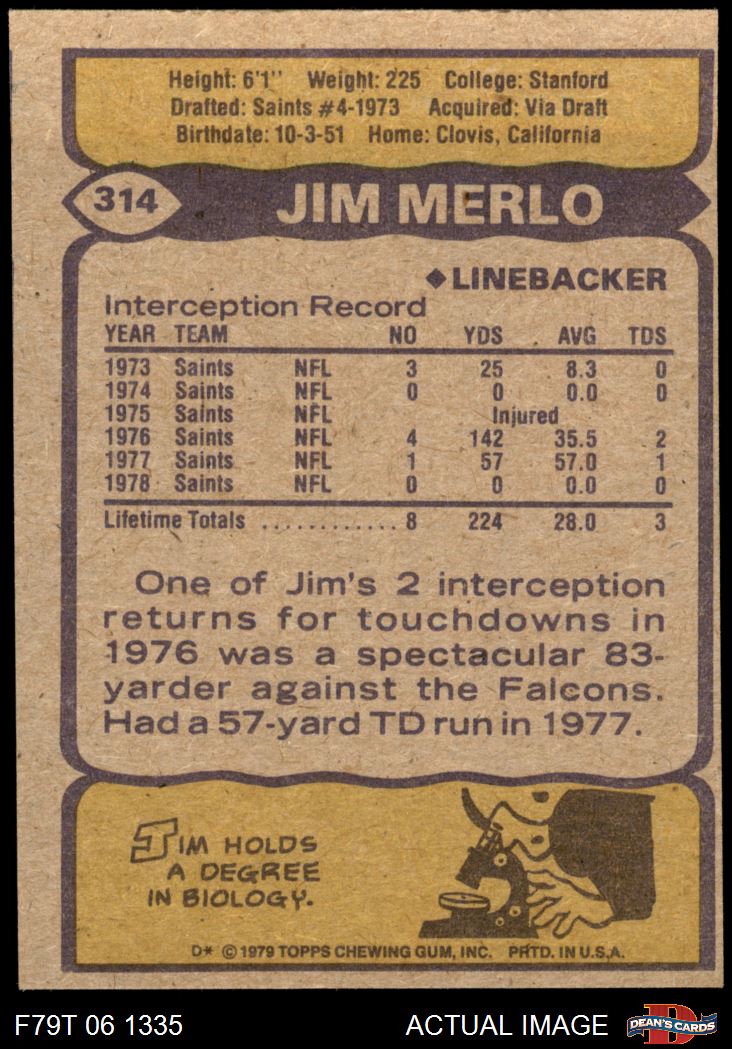 Height: 6'1" Weight: 225 College: Stanford
Drafted: Saints #4-1973 Acquired: Via Draft
Birthdate: 10-3-51 Home: Clovis, California
314 JIM MERLO
◆LINEBACKER
Interception Record
YEAR TEAM NO YDS AVG TDS
1973 Saints NFL 3 25 8.3 0
1974 Saints NFL 0 0 0.0 0
1975 Saints NFL Injured
1976 Saints NFL 4 142 35.5 2
1977 Saints NFL 1 57 57.0 1
1978 Saints NFL 0 0 0.0 0
Lifetime Totals ............ 8 224 28.0 3
One of Jim's 2 interception
returns for touchdowns in
1976 was a spectacular 83-
yarder against the Falcons.
Had a 57-yard TD run in 1977.
JIM HOLDS
A DEGREE
IN BIOLOGY.
D* © 1979 TOPPS CHEWING GUM, INC. PRTD. IN U.S.A.
F79T 06 1335 ACTUAL IMAGE D DEAN'S CARDS